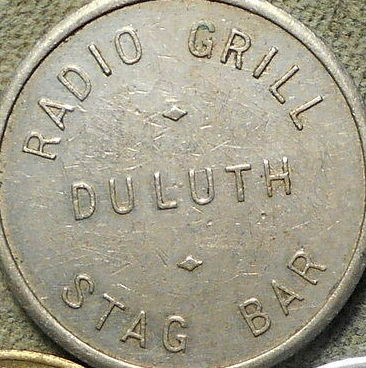 RADIO GRILL
DULUTH
STAG BAR